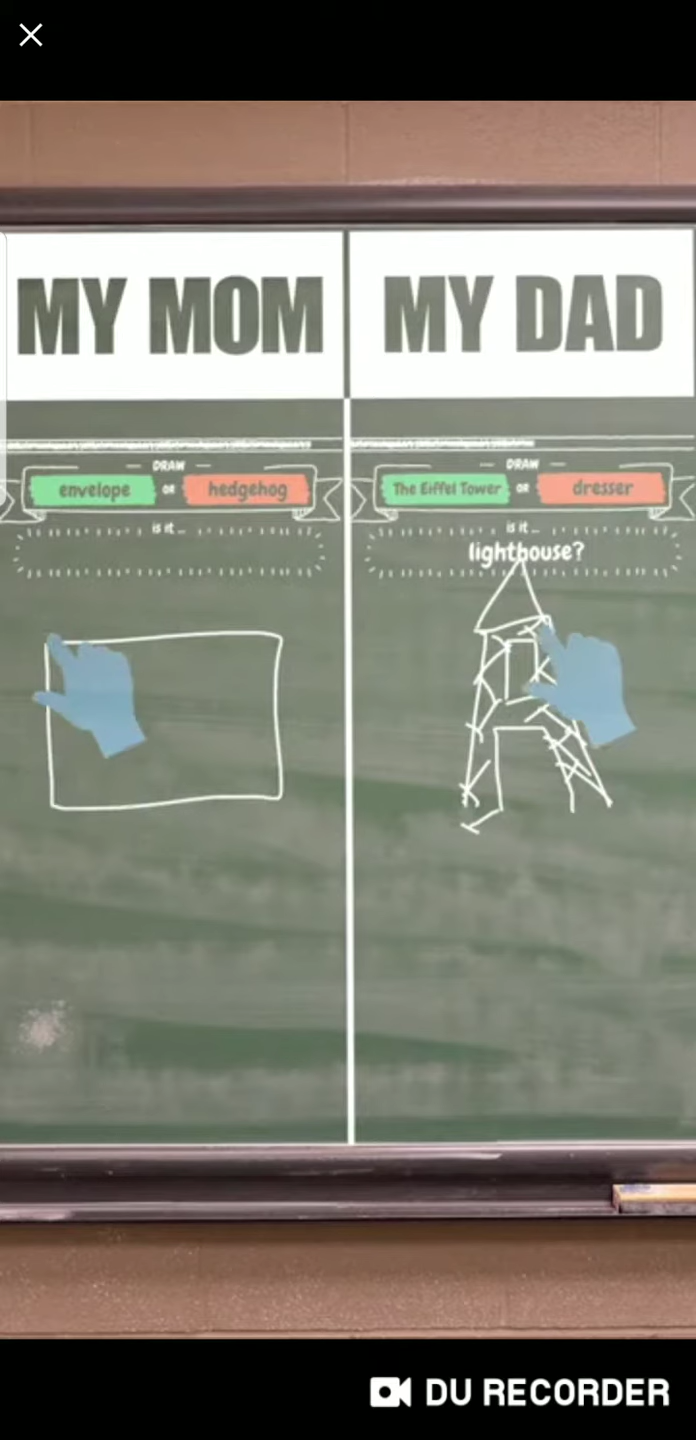 MY MOM
MY DAD
DRAW
envelope OR hedgehog
is it...
DRAW
The Eiffel Tower OR dresser
is it...
lighthouse?
DU RECORDER